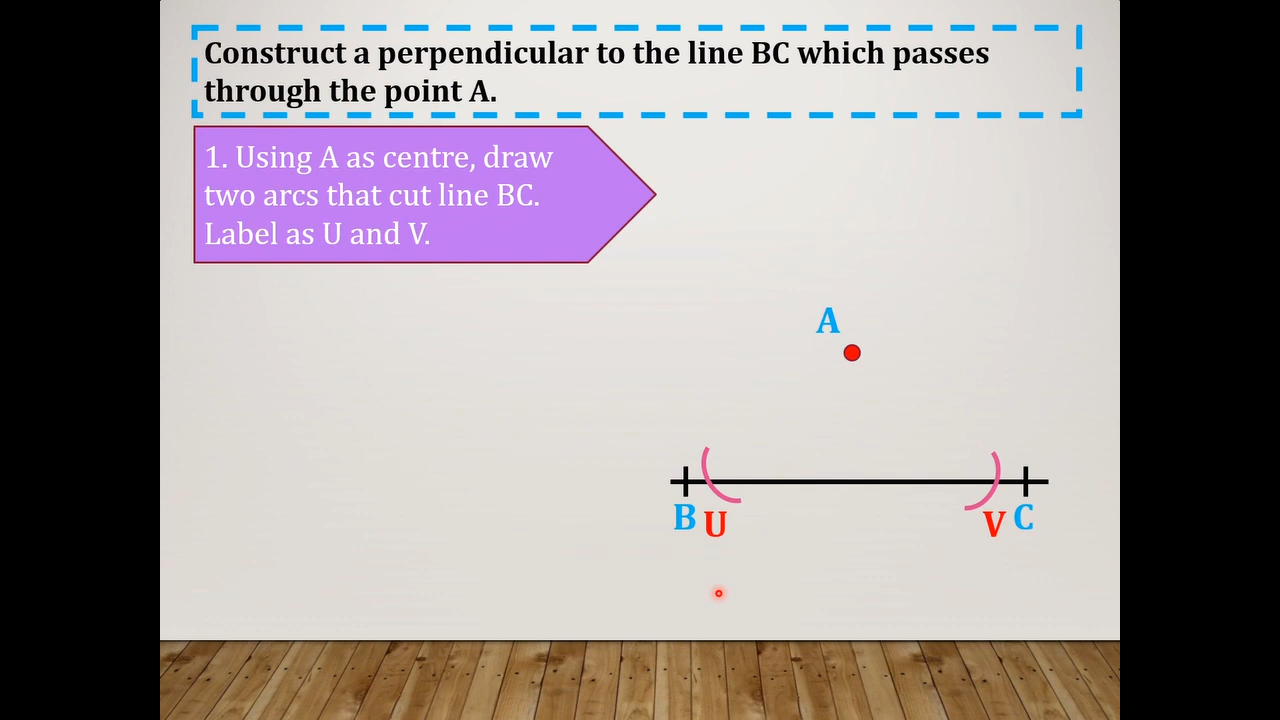 Construct a perpendicular to the line BC which passes
through the point A.
1. Using A as centre, draw
two arcs that cut line BC.
Label as U and V.
A
B U V C